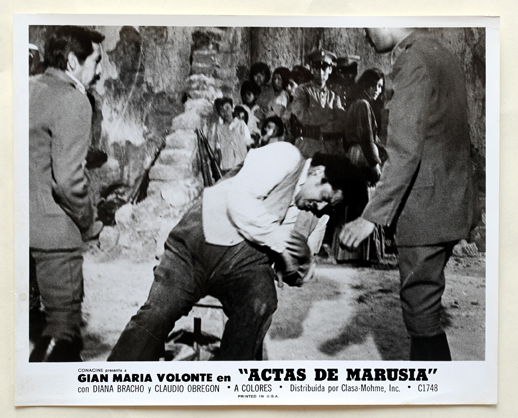 CONACINE presenta a
GIAN MARIA VOLONTE en "ACTAS DE MARUSIA"
con DIANA BRACHO y CLAUDIO OBREGON • A COLORES • Distribuida por Clasa-Mohme, Inc. • C1748
PRINTED IN U.S.A.